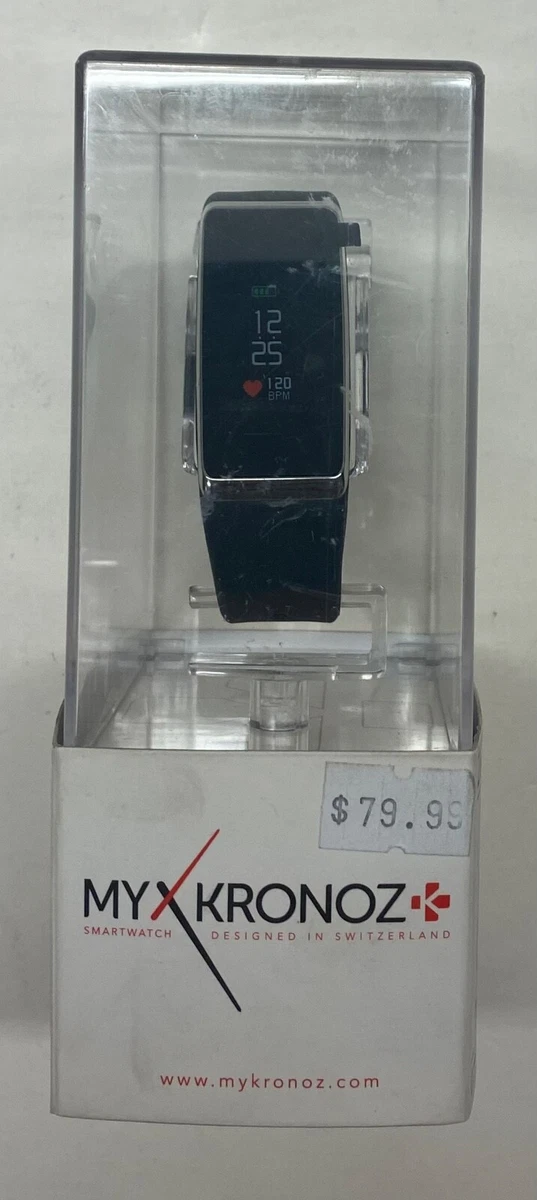 12
25
120
BPM
$79.99
MYKRONOZ
SMARTWATCH DESIGNED IN SWITZERLAND
www.mykronoz.com